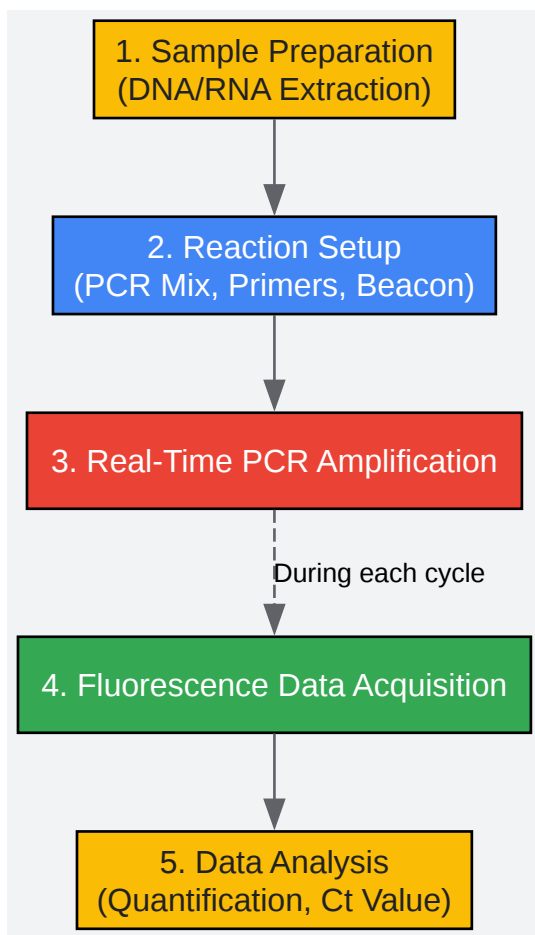 1. Sample Preparation
(DNA/RNA Extraction)
2. Reaction Setup
(PCR Mix, Primers, Beacon)
3. Real-Time PCR Amplification
During each cycle
4. Fluorescence Data Acquisition
5. Data Analysis
(Quantification, Ct Value)